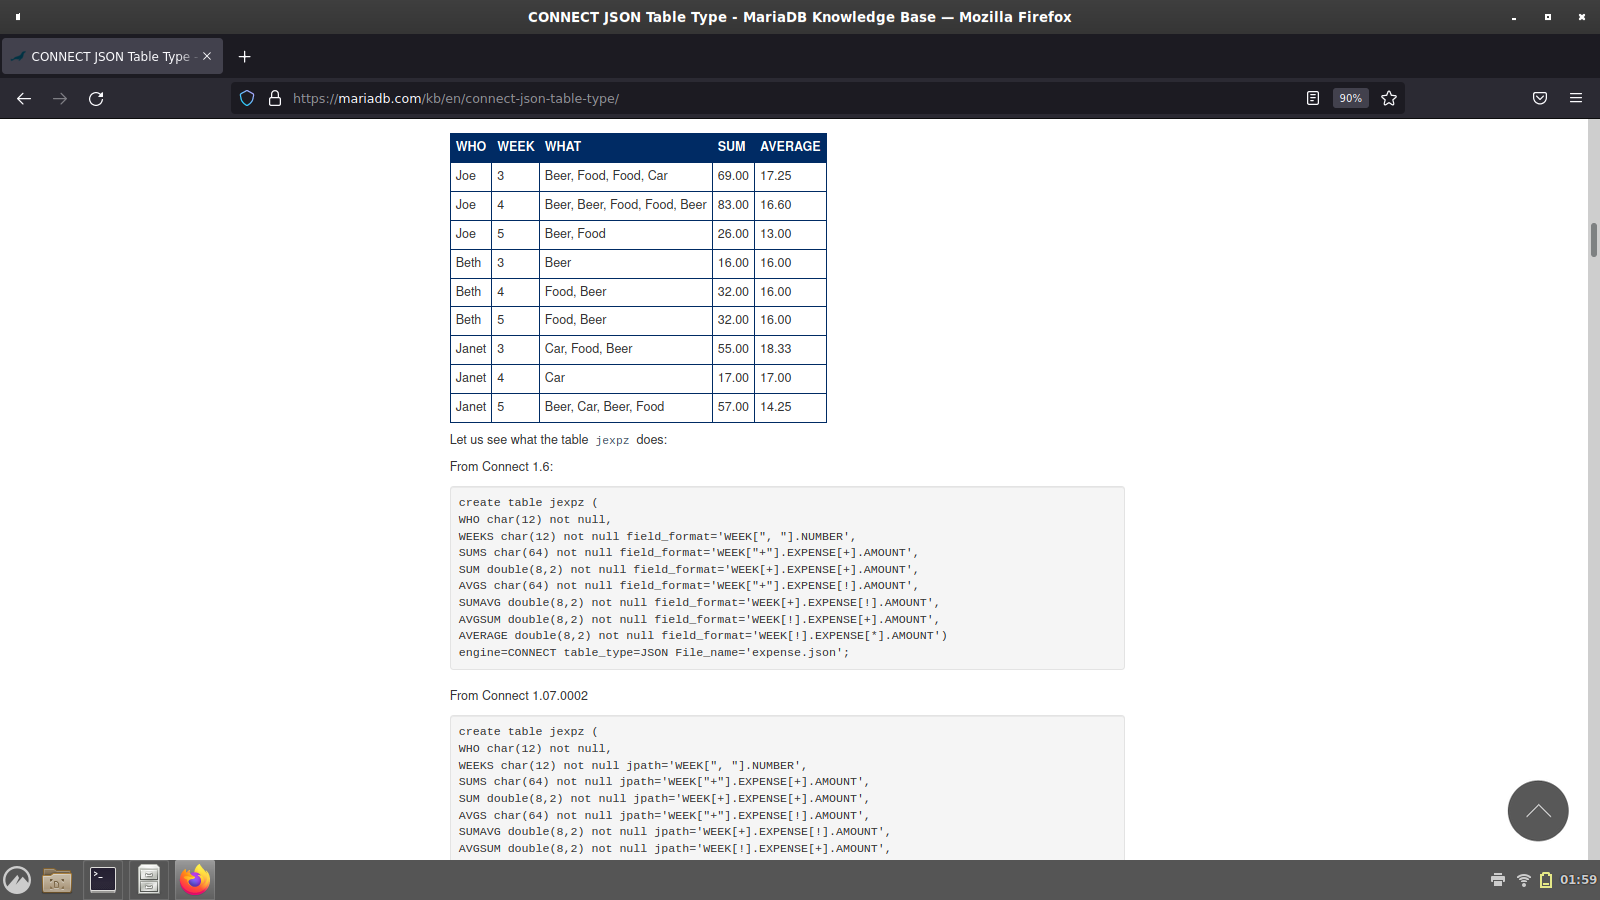 CONNECT JSON Table Type - MariaDB Knowledge Base — Mozilla Firefox
CONNECT JSON Table Type -
https://mariadb.com/kb/en/connect-json-table-type/
90%
WHO WEEK WHAT SUM AVERAGE
Joe 3 Beer, Food, Food, Car 69.00 17.25
Joe 4 Beer, Beer, Food, Food, Beer 83.00 16.60
Joe 5 Beer, Food 26.00 13.00
Beth 3 Beer 16.00 16.00
Beth 4 Food, Beer 32.00 16.00
Beth 5 Food, Beer 32.00 16.00
Janet 3 Car, Food, Beer 55.00 18.33
Janet 4 Car 17.00 17.00
Janet 5 Beer, Car, Beer, Food 57.00 14.25
Let us see what the table jexpz does:
From Connect 1.6:
create table jexpz (
WHO char(12) not null,
WEEKS char(12) not null field_format='WEEK[", "].NUMBER',
SUMS char(64) not null field_format='WEEK["+"].EXPENSE[+].AMOUNT',
SUM double(8,2) not null field_format='WEEK[+].EXPENSE[+].AMOUNT',
AVGS char(64) not null field_format='WEEK["+"].EXPENSE[!].AMOUNT',
SUMAVG double(8,2) not null field_format='WEEK[+].EXPENSE[!].AMOUNT',
AVGSUM double(8,2) not null field_format='WEEK[!].EXPENSE[+].AMOUNT',
AVERAGE double(8,2) not null field_format='WEEK[!].EXPENSE[*].AMOUNT')
engine=CONNECT table_type=JSON File_name='expense.json';
From Connect 1.07.0002
create table jexpz (
WHO char(12) not null,
WEEKS char(12) not null jpath='WEEK[", "].NUMBER',
SUMS char(64) not null jpath='WEEK["+"].EXPENSE[+].AMOUNT',
SUM double(8,2) not null jpath='WEEK[+].EXPENSE[+].AMOUNT',
AVGS char(64) not null jpath='WEEK["+"].EXPENSE[!].AMOUNT',
SUMAVG double(8,2) not null jpath='WEEK[+].EXPENSE[!].AMOUNT',
AVGSUM double(8,2) not null jpath='WEEK[!].EXPENSE[+].AMOUNT',
01:59